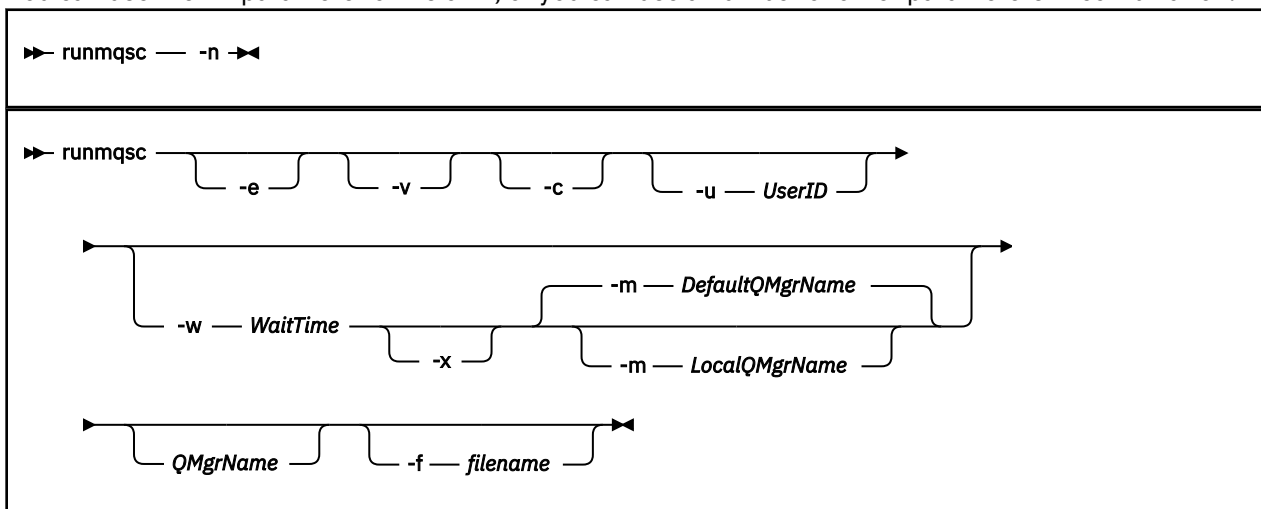 runmqsc -n
runmqsc
-e -v -c -u UserID
-m DefaultQMgrName
-w WaitTime
-x -m LocalQMgrName
QMgrName -f filename